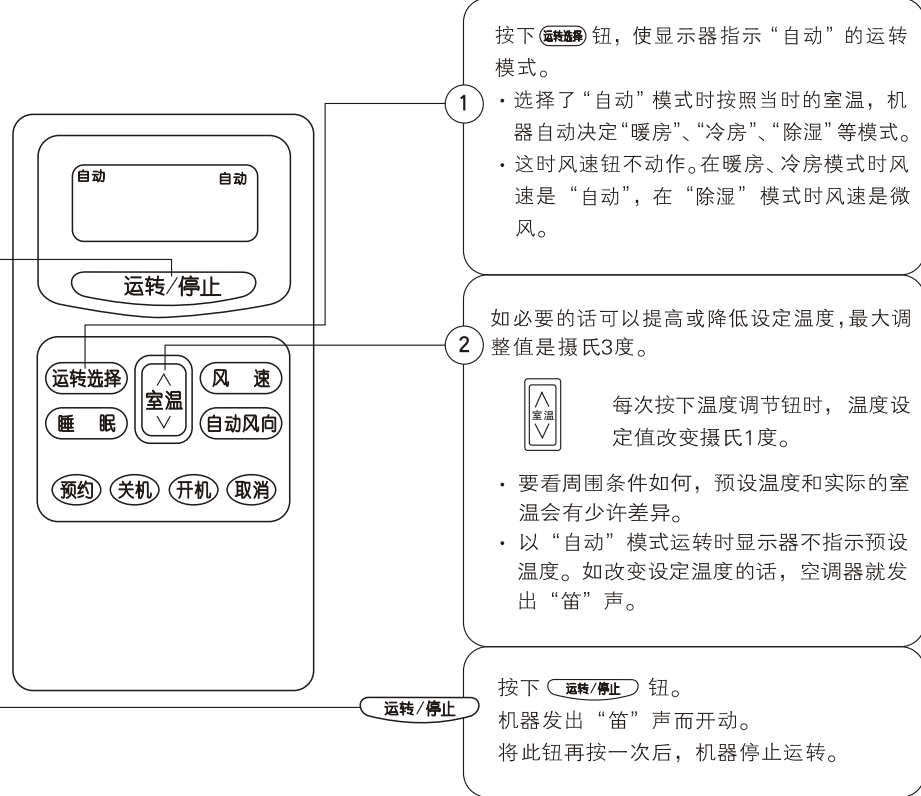 自动 自动
运转/停止
运转选择
室温
风 速
睡 眠
自动风向
预约 关机 开机 取消
1
按下 运转选择 钮，使显示器指示“自动”的运转
模式。
·选择了“自动”模式时按照当时的室温，机
器自动决定“暖房”、“冷房”、“除湿”等模式。
·这时风速钮不动作。在暖房、冷房模式时风
速是“自动”，在“除湿”模式时风速是微
风。
2
如必要的话可以提高或降低设定温度，最大调
整值是摄氏3度。
室温
每次按下温度调节钮时，温度设
定值改变摄氏1度。
·要看周围条件如何，预设温度和实际的室
温会有少许差异。
·以“自动”模式运转时显示器不指示预设
温度。如改变设定温度的话，空调器就发
出“笛”声。
运转/停止
按下 运转/停止 钮。
机器发出“笛”声而开动。
将此钮再按一次后，机器停止运转。